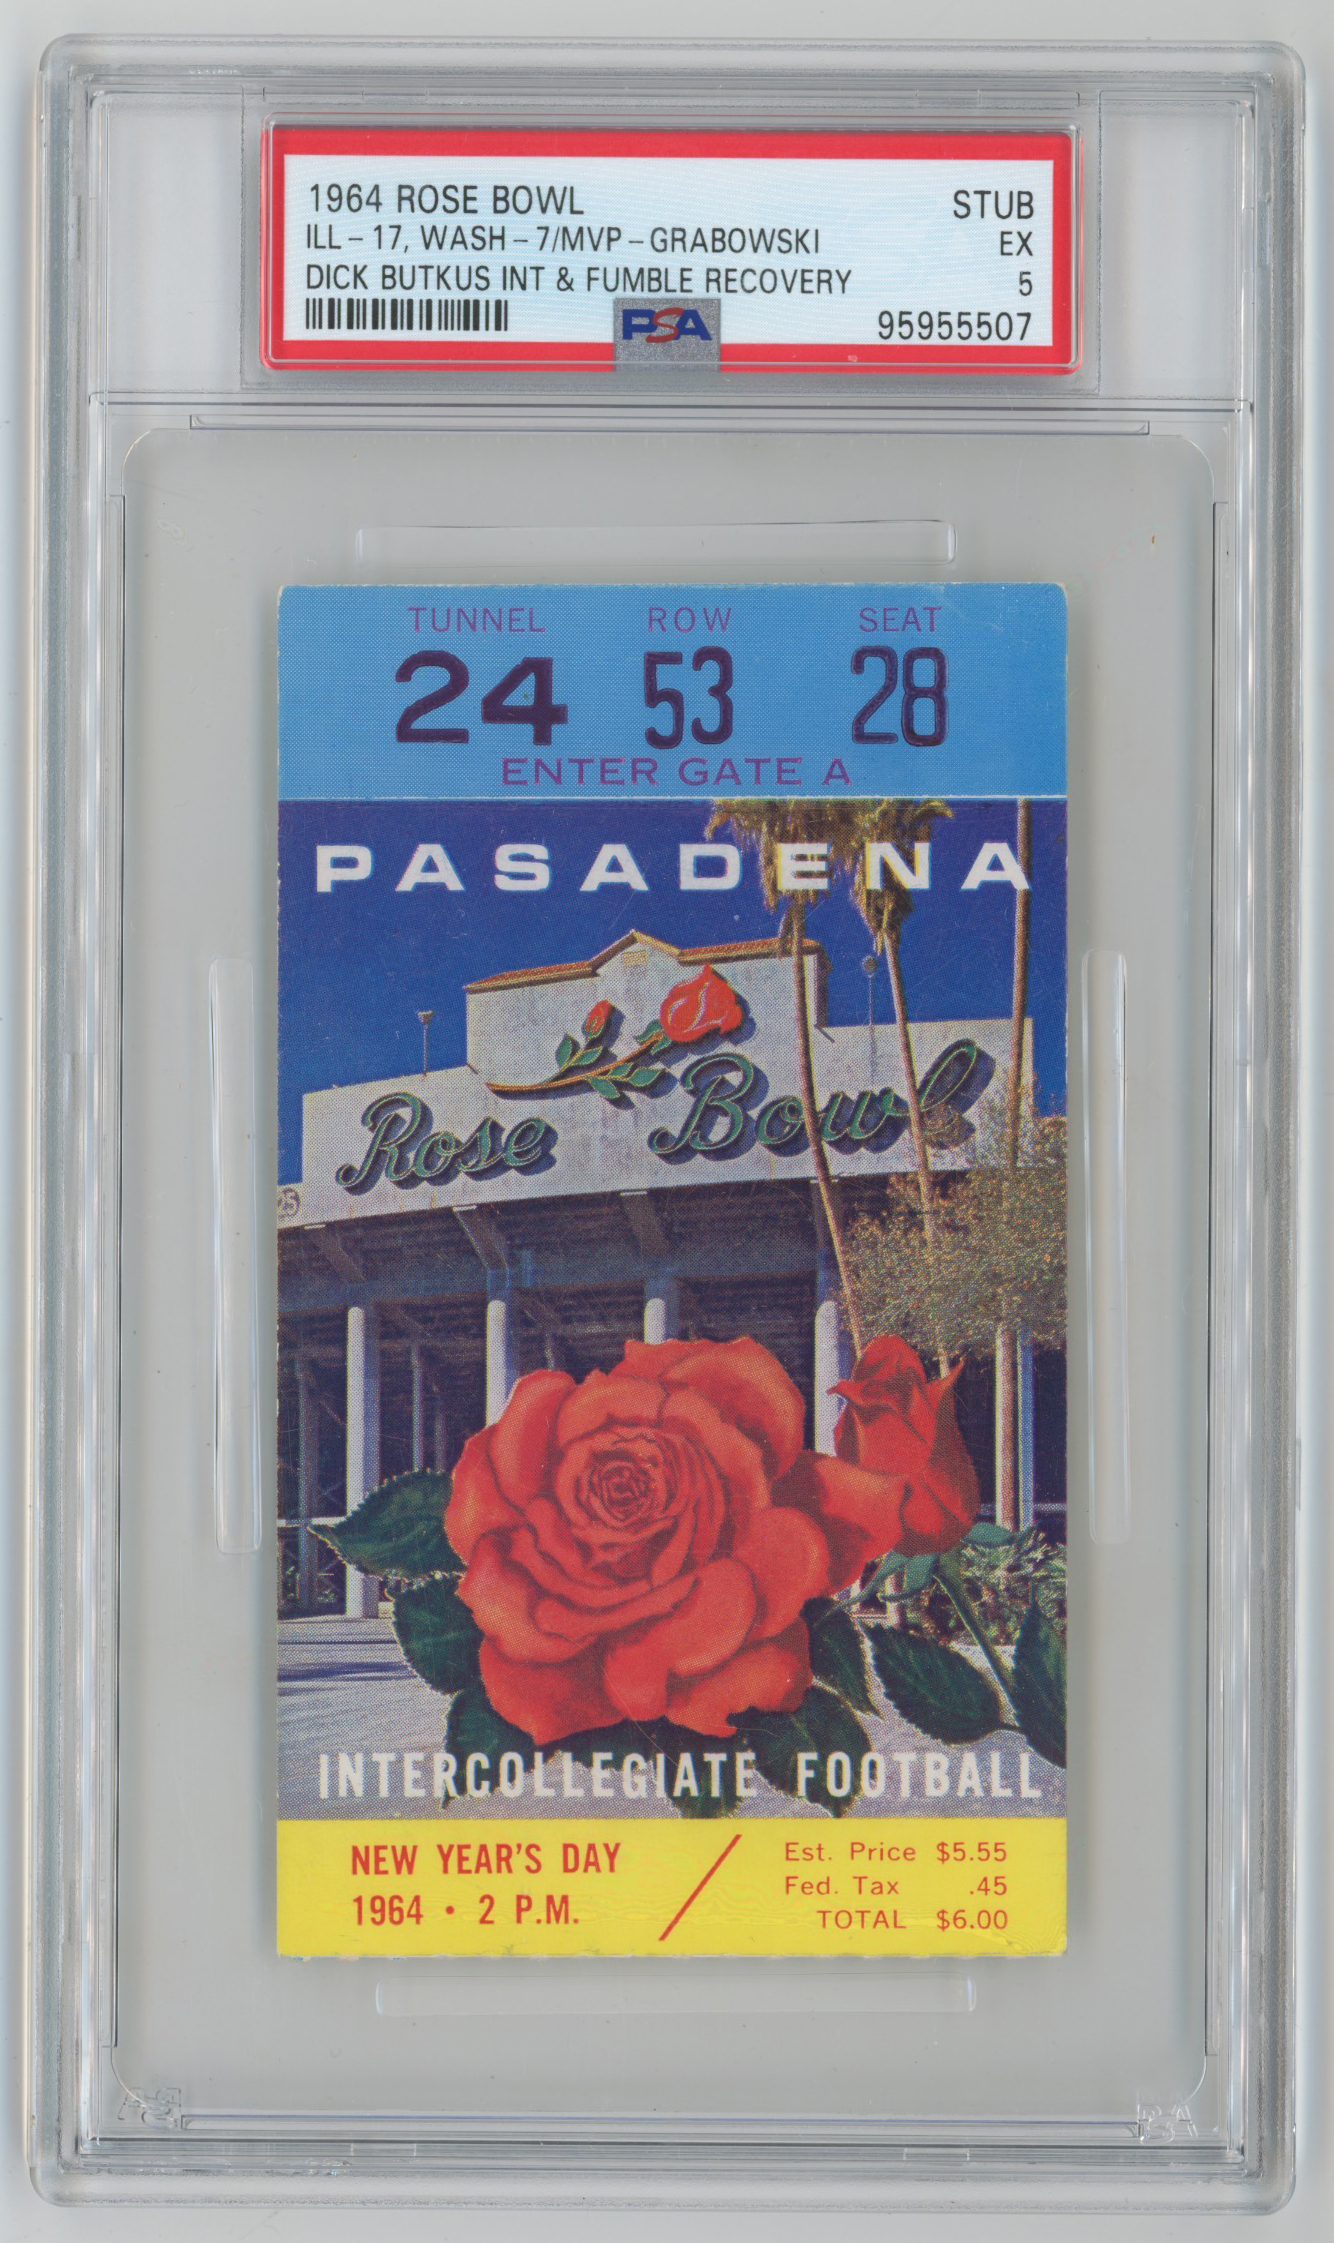 1964 ROSE BOWL STUB
ILL - 17, WASH - 7/MVP - GRABOWSKI EX
DICK BUTKUS INT & FUMBLE RECOVERY 5
PSA 95955507
TUNNEL ROW SEAT
24 53 28
ENTER GATE A
PASADENA
Rose Bowl
25
INTERCOLLEGIATE FOOTBALL
NEW YEAR'S DAY
1964 • 2 P.M.
Est. Price $5.55
Fed. Tax .45
TOTAL $6.00